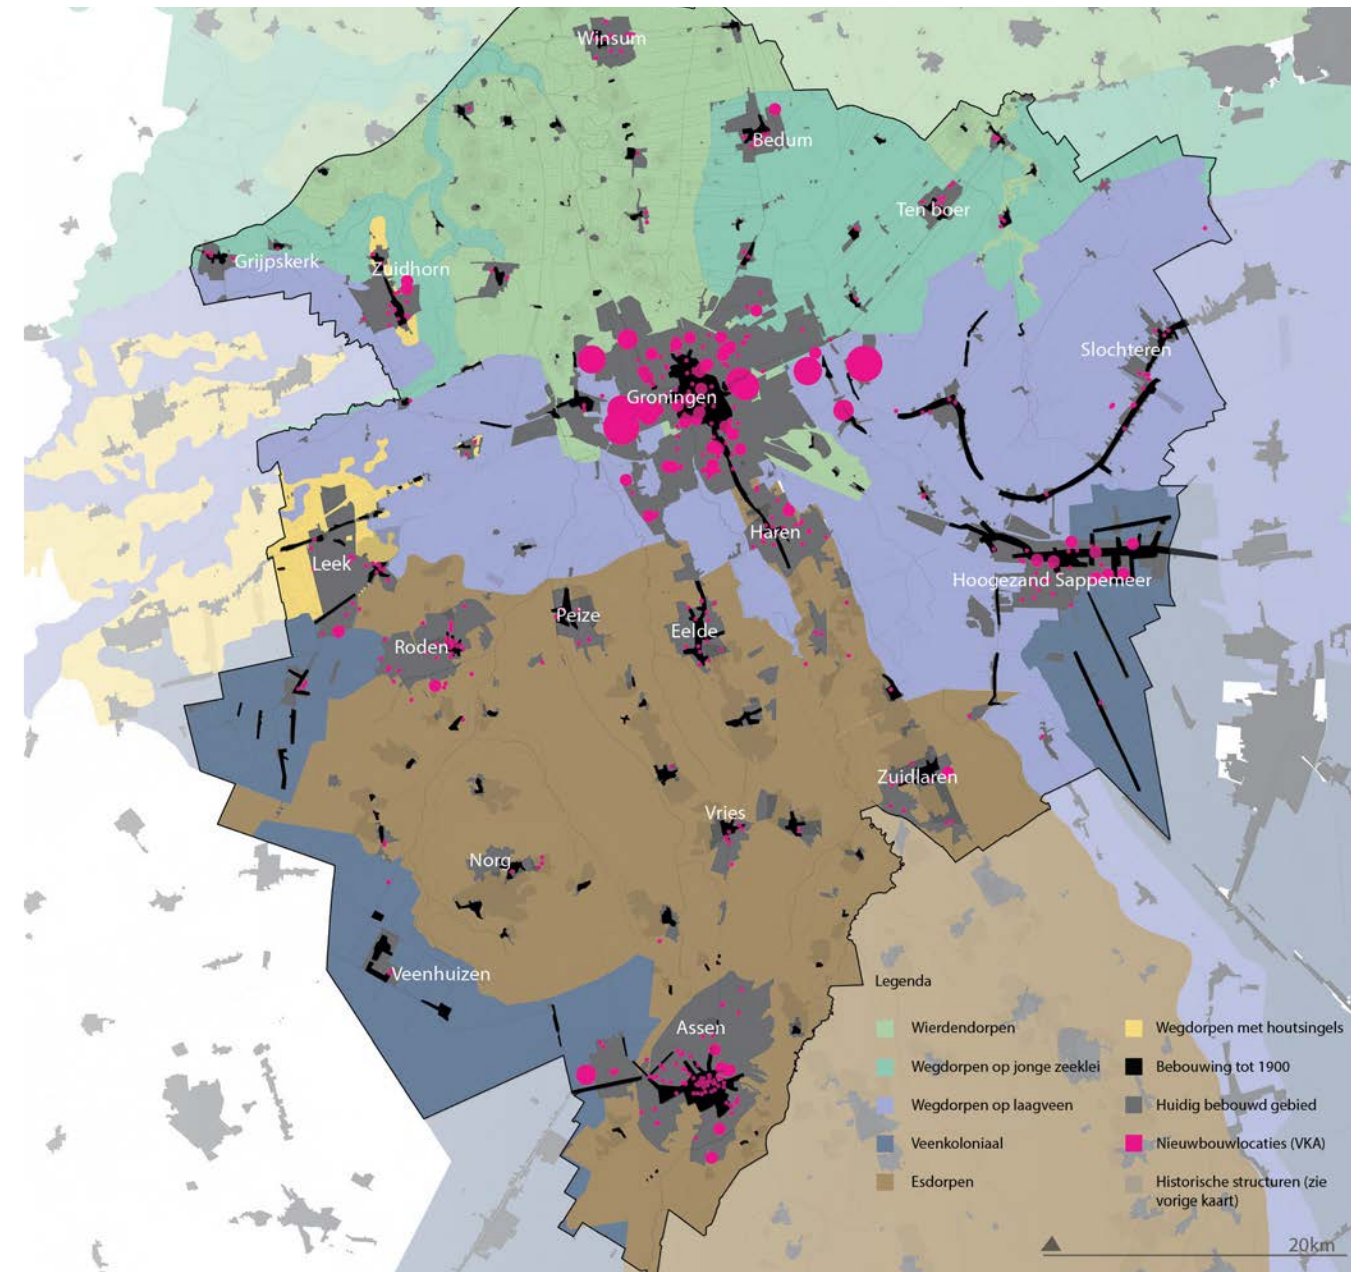 Winsum
Bedum
Ten boer
Grijpskerk
Zuidhorn
Slochteren
Groningen
Haren
Leek
Hoogezand Sappemeer
Peize
Eelde
Roden
Zuidlaren
Vries
Norg
Veenhuizen
Assen
Legenda
Wierdendorpen
Wegdorpen op jonge zeeklei
Wegdorpen op laagveen
Veenkoloniaal
Esdorpen
Wegdorpen met houtsingels
Bebouwing tot 1900
Huidig bebouwd gebied
Nieuwbouwlocaties (VKA)
Historische structuren (zie
vorige kaart)
20km